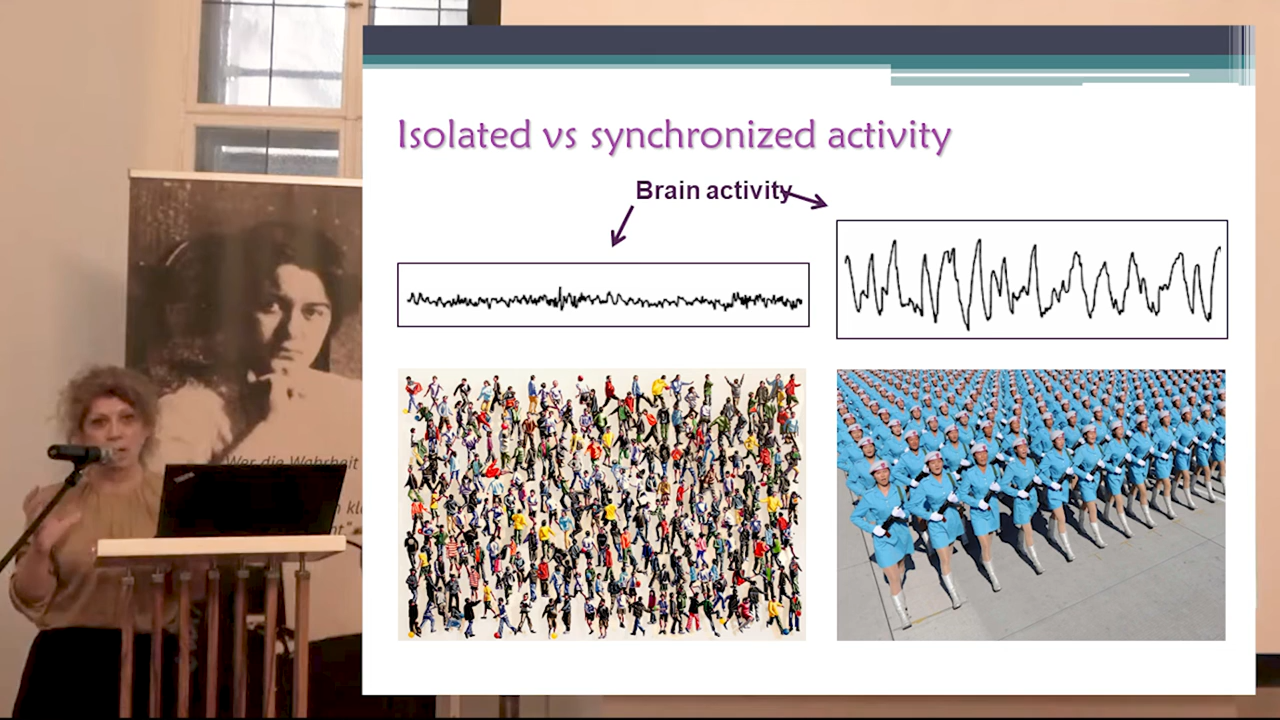 Isolated vs synchronized activity
Brain activity
Wer die Wahrheit